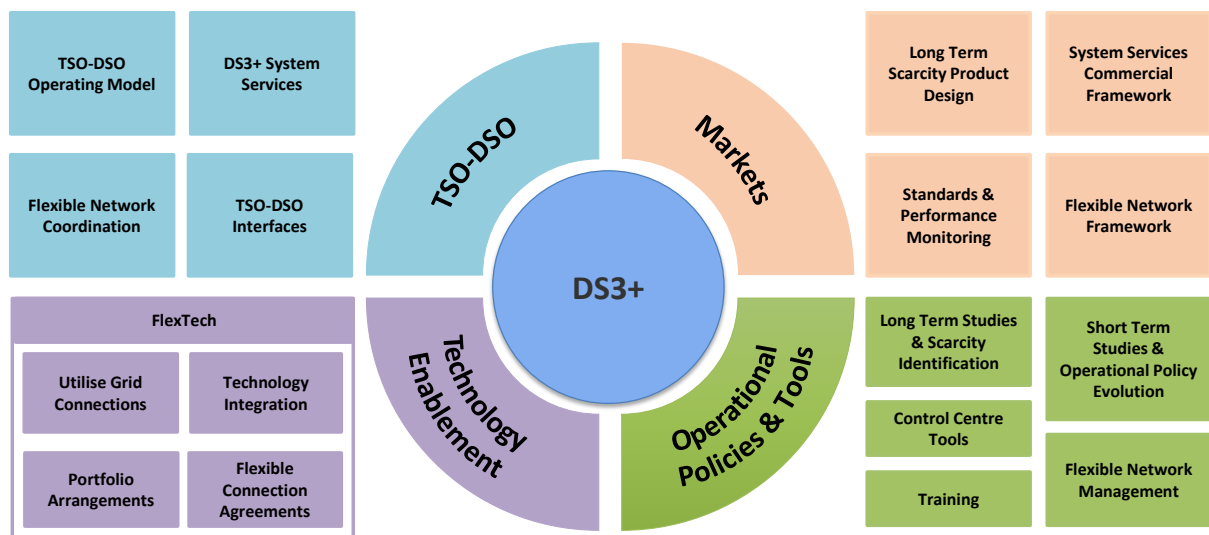 TSO-DSO
Operating Model
DS3+ System
Services
Flexible Network
Coordination
TSO-DSO
Interfaces
FlexTech
Utilise Grid
Connections
Technology
Integration
Portfolio
Arrangements
Flexible
Connection
Agreements
TSO-DSO
Markets
DS3+
Technology
Enablement
Operational
Policies & Tools
Long Term
Scarcity Product
Design
System Services
Commercial
Framework
Standards &
Performance
Monitoring
Flexible Network
Framework
Long Term Studies
& Scarcity
Identification
Short Term
Studies &
Operational Policy
Evolution
Control Centre
Tools
Training
Flexible Network
Management